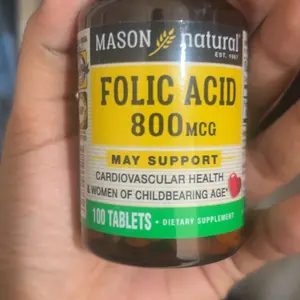 MASON natural®
EST. 1967
FOLIC ACID
800MCG
MAY SUPPORT
CARDIOVASCULAR HEALTH
& WOMEN OF CHILDBEARING AGE*
100 TABLETS • DIETARY SUPPLEMENT